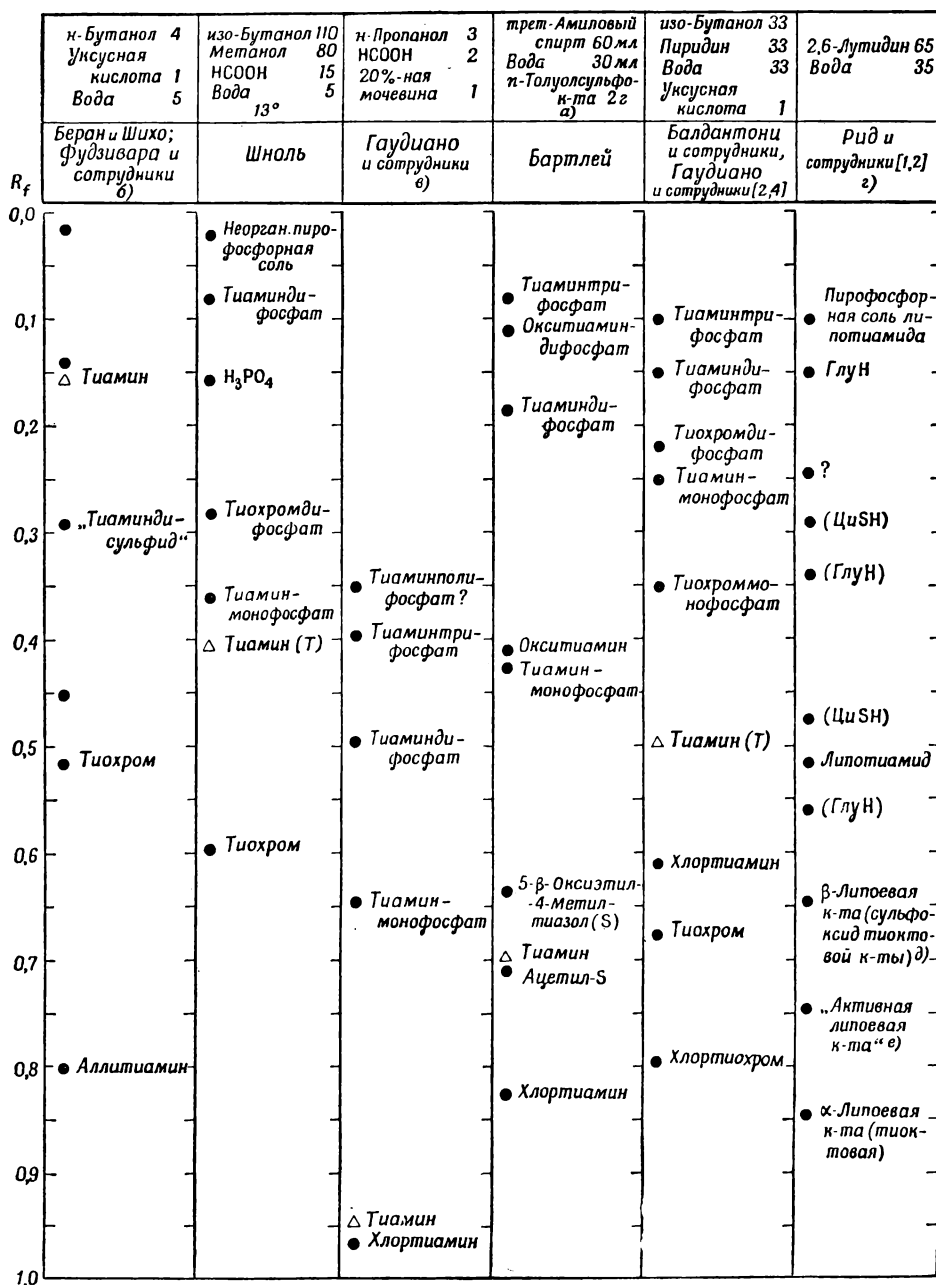 н-Бутанол 4
Уксусная
кислота 1
Вода 5
изо-Бутанол 110
Метанол 80
HCOOH 15
Вода 5
13°
н-Пропанол 3
HCOOH 2
20%-ная
мочевина 1
трет-Амиловый
спирт 60 мл
Вода 30 мл
п-Толуолсульфо-
к-та 2 г
а)
изо-Бутанол 33
Пиридин 33
Вода 33
Уксусная
кислота 1
2,6-Лутидин 65
Вода 35
Rf
Беран и Шихо;
Фудзивара и
сотрудники
б)
Шноль
Гаудиано
и сотрудники
в)
Бартлей
Балдантони
и сотрудники,
Гаудиано
и сотрудники [2,4]
Рид и
сотрудники [1,2]
г)
0,0
0,1
0,2
0,3
0,4
0,5
0,6
0,7
0,8
0,9
1,0
Тиамин
„Тиаминди-
сульфид“
Тиохром
Аллитиамин
Неорган. пиро-
фосфорная
соль
Тиаминди-
фосфат
H₃PO₄
Тиохромди-
фосфат
Тиамин-
монофосфат
Тиамин (Т)
Тиохром
Тиаминполи-
фосфат?
Тиаминтри-
фосфат
Тиаминди-
фосфат
Тиамин-
монофосфат
Тиамин
Хлортиамин
Тиаминтри-
фосфат
Окситиамин-
дифосфат
Тиаминди-
фосфат
Окситиамин
Тиамин-
монофосфат
5-β-Оксиэтил-
-4-Метил-
тиазол (S)
Тиамин
Ацетил-S
Хлортиамин
Тиаминтри-
фосфат
Тиаминди-
фосфат
Тиохромди-
фосфат
Тиамин-
монофосфат
Тиохроммо-
нофосфат
Тиамин (Т)
Хлортиамин
Тиохром
Хлортиохром
Пирофосфор-
ная соль ли-
потиамида
ГлуН
?
(ЦиSH)
(ГлуН)
(ЦиSH)
Липотиамид
(ГлуН)
β-Липоевая
к-та (сульфо-
ксид тиокто-
вой к-ты) д)
„Активная
липоевая
к-та“ е)
α-Липоевая
к-та (тиок-
товая)